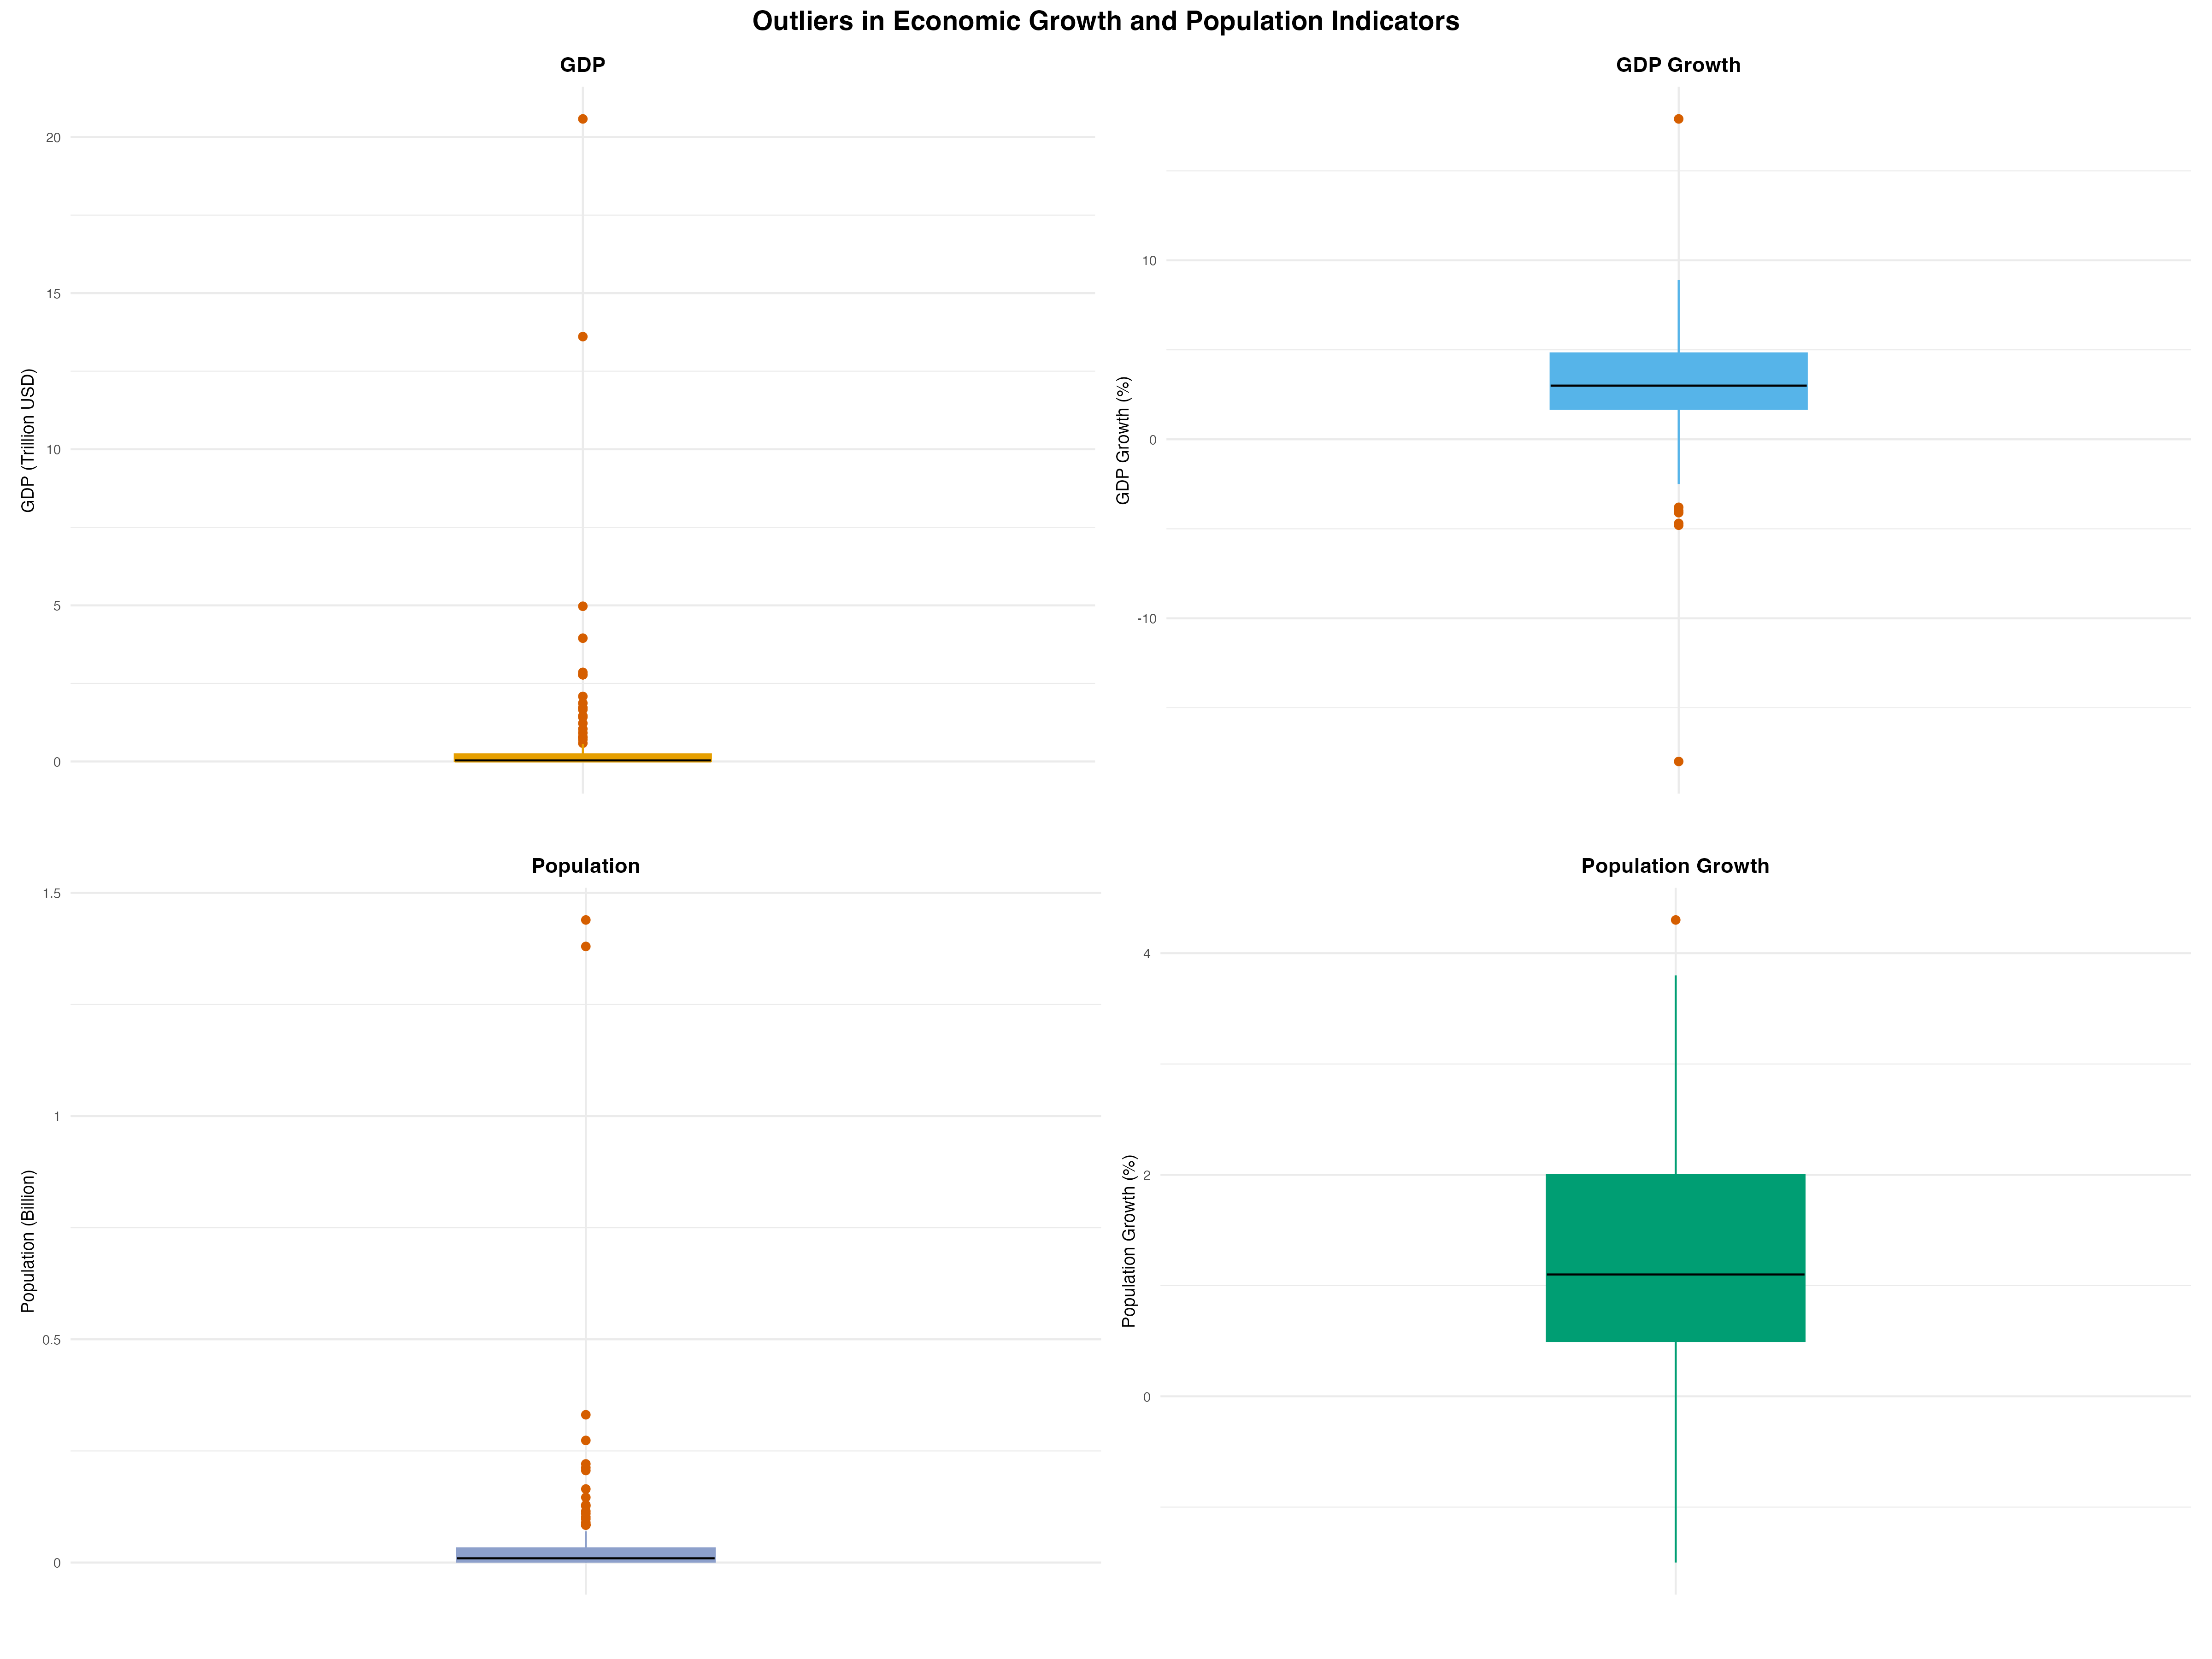 Outliers in Economic Growth and Population Indicators
GDP
GDP (Trillion USD)
20
15
10
5
0
GDP Growth
GDP Growth (%)
10
0
-10
Population
Population (Billion)
1.5
1
0.5
0
Population Growth
Population Growth (%)
4
2
0